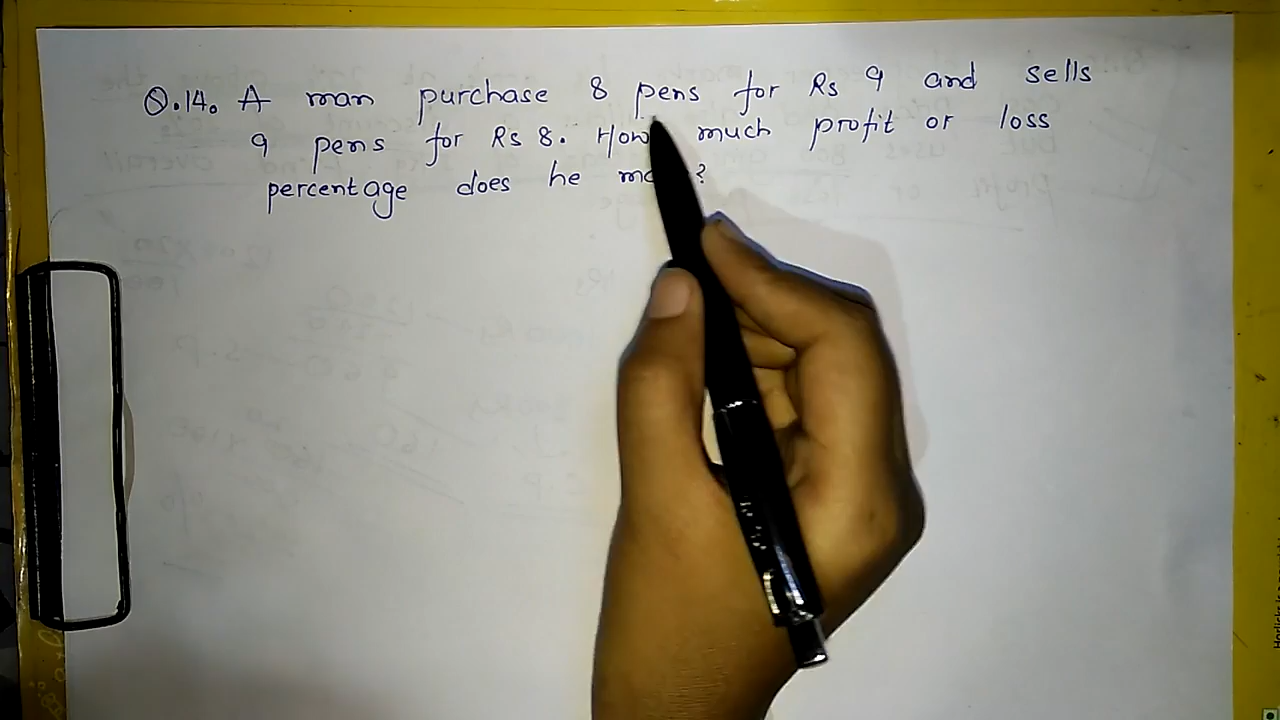 Q.14. A man purchase 8 pens for Rs 9 and sells
9 pens for Rs 8. How much profit or loss
percentage does he ?